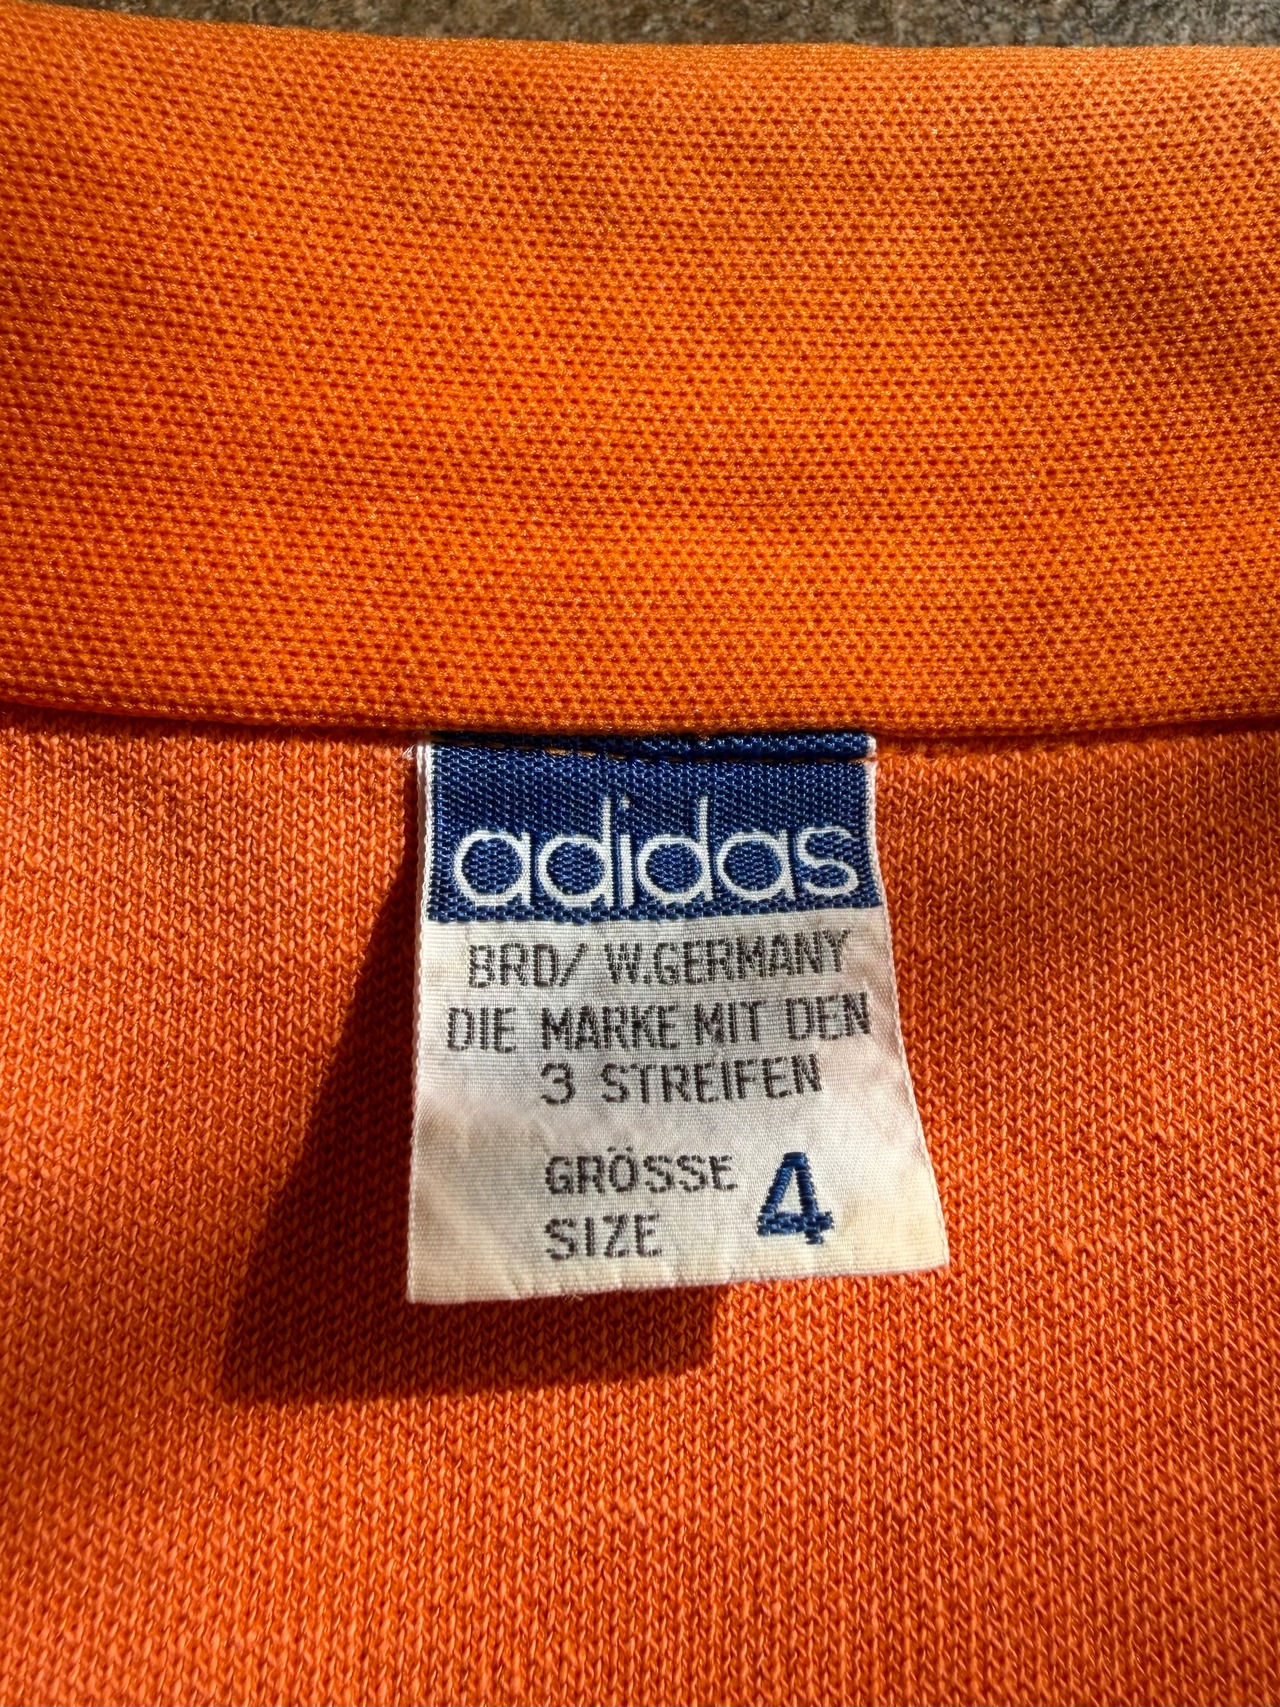 adidas
BRD/ W.GERMANY
DIE MARKE MIT DEN
3 STREIFEN
GRÖSSE 4
SIZE